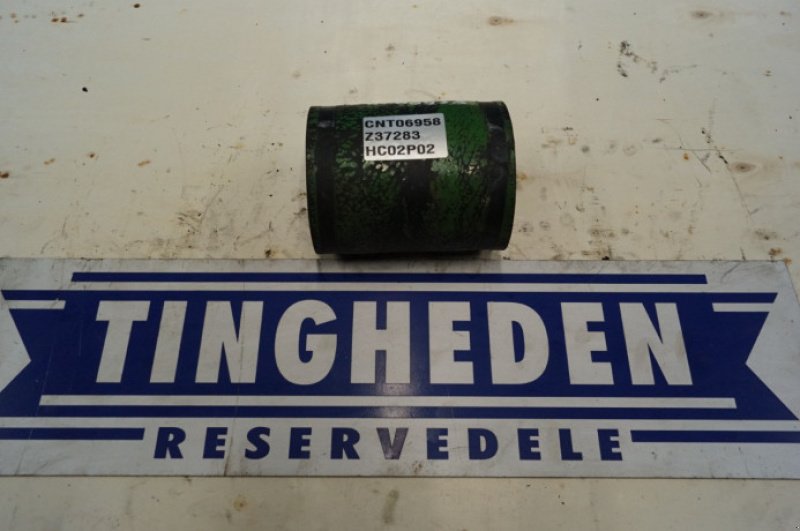 CNT06958
Z37283
HC02P02
TINGHEDEN
RESERVEDELE